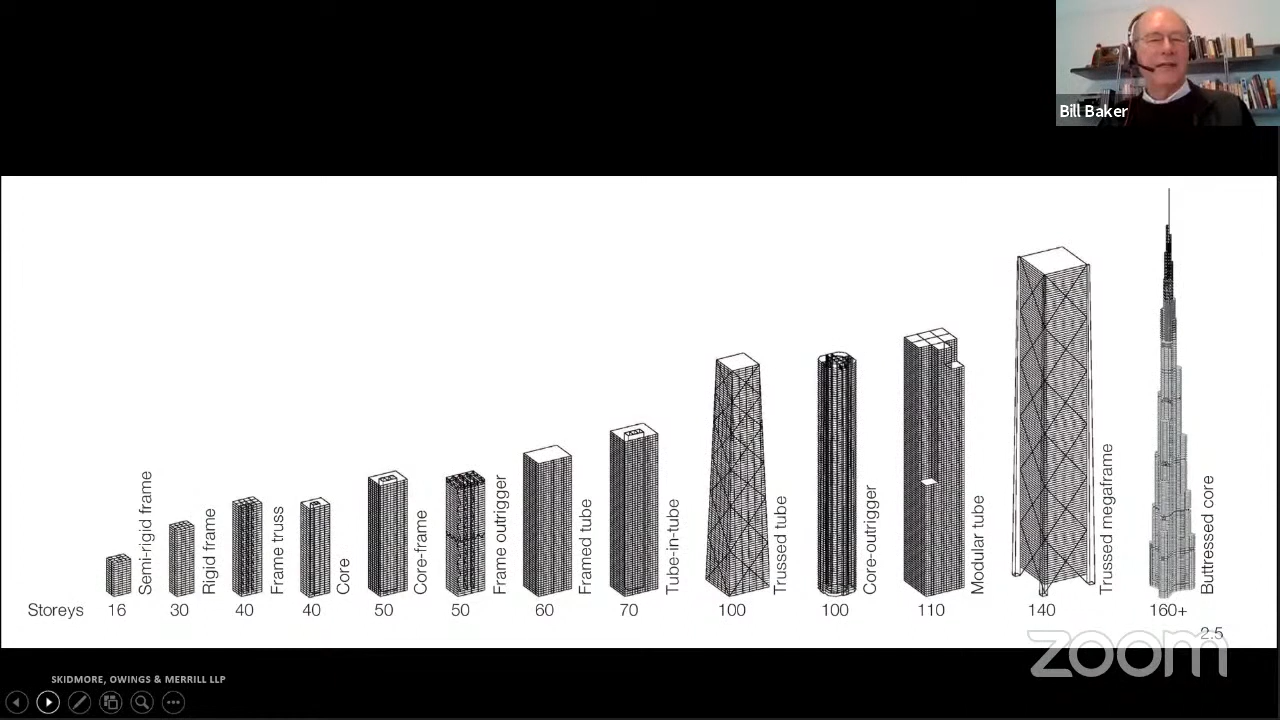 Bill Baker
Semi-rigid frame
Rigid frame
Frame truss
Core
Core-frame
Frame outrigger
Framed tube
Tube-in-tube
Trussed tube
Core-outrigger
Modular tube
Trussed megaframe
Buttressed core
Storeys 16 30 40 40 50 50 60 70 100 100 110 140 160+
2.5
zoom
SKIDMORE, OWINGS & MERRILL LLP